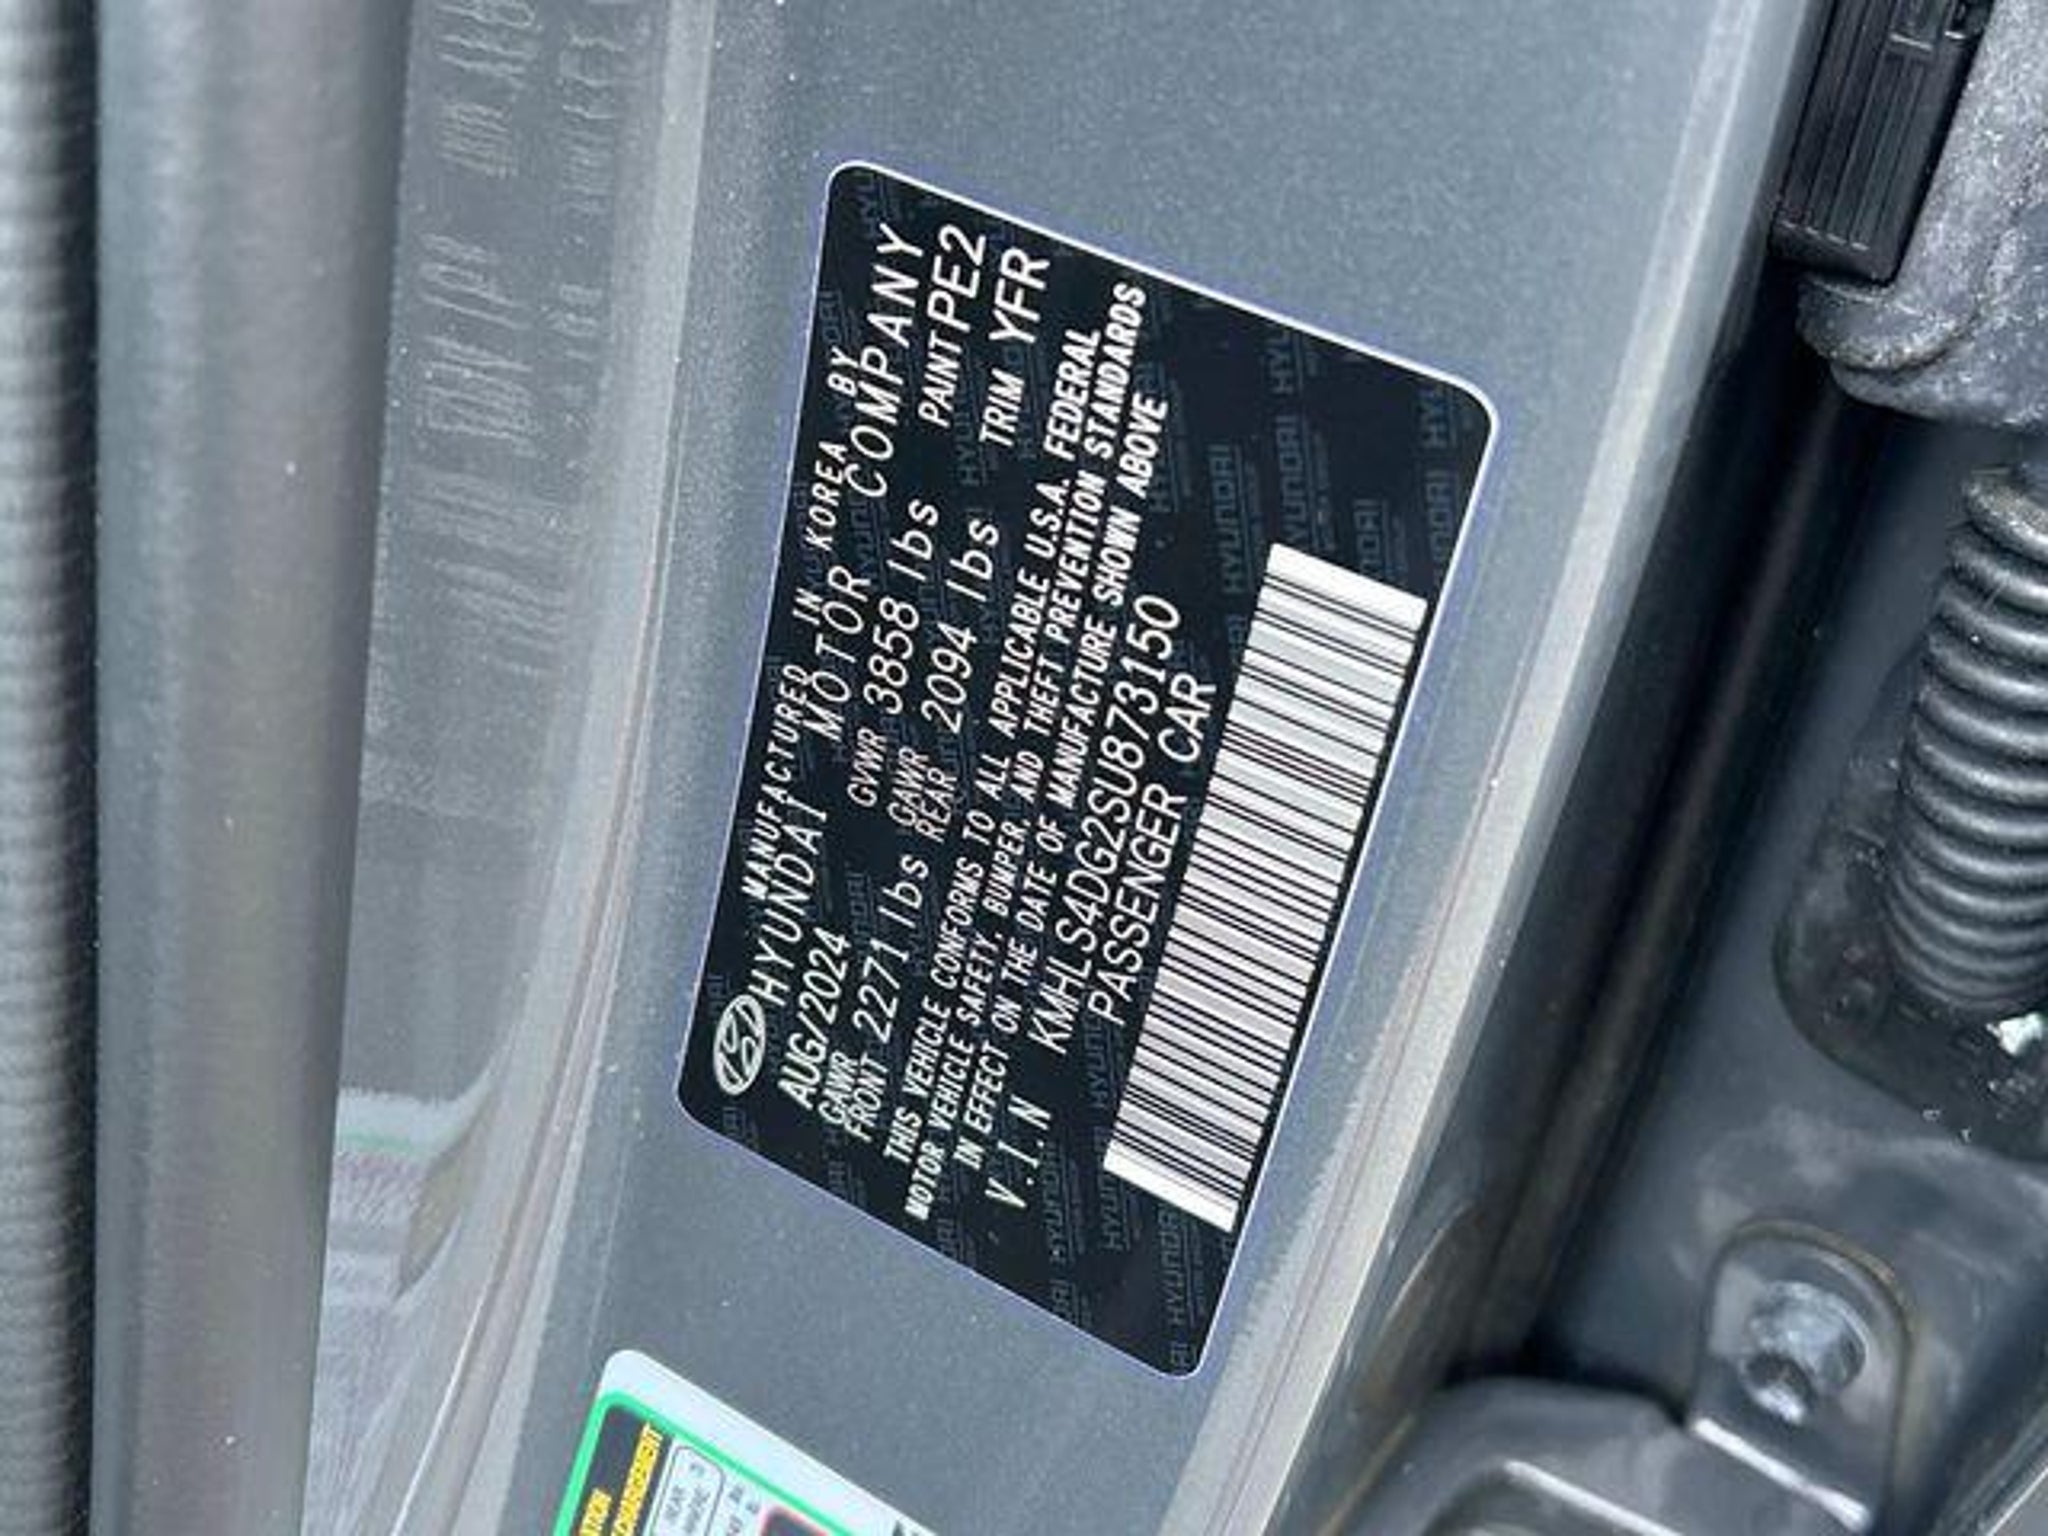 MANUFACTURED IN KOREA BY
HYUNDAI MOTOR COMPANY
AUG/2024 GVWR 3858 lbs PAINT PE2
GAWR FRONT 2271 lbs GAWR REAR 2094 lbs TRIM YFR
THIS VEHICLE CONFORMS TO ALL APPLICABLE U.S.A. FEDERAL
MOTOR VEHICLE SAFETY, BUMPER, AND THEFT PREVENTION STANDARDS
IN EFFECT ON THE DATE OF MANUFACTURE SHOWN ABOVE
V.I.N KMHLS4DG2SU873150
PASSENGER CAR
REAR